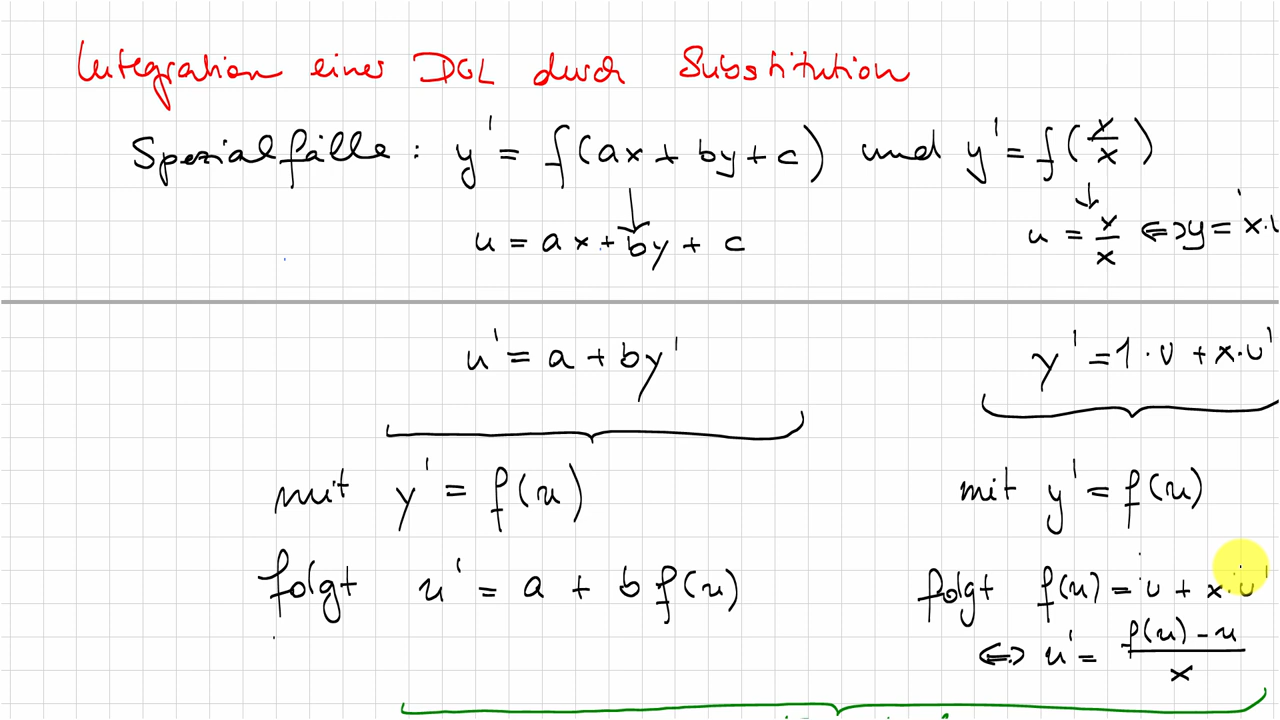 Integration einer DGL durch Substitution
Spezialfälle: y' = f(ax + by + c) und y' = f(y/x)
u = ax + by + c
u = y/x ⇔ y = x·u
u' = a + by'
y' = 1·u + x·u'
mit y' = f(u)
mit y' = f(u)
folgt u' = a + b f(u)
folgt f(u) = u + x·u'
⇔ u' = (f(u) - u)/x